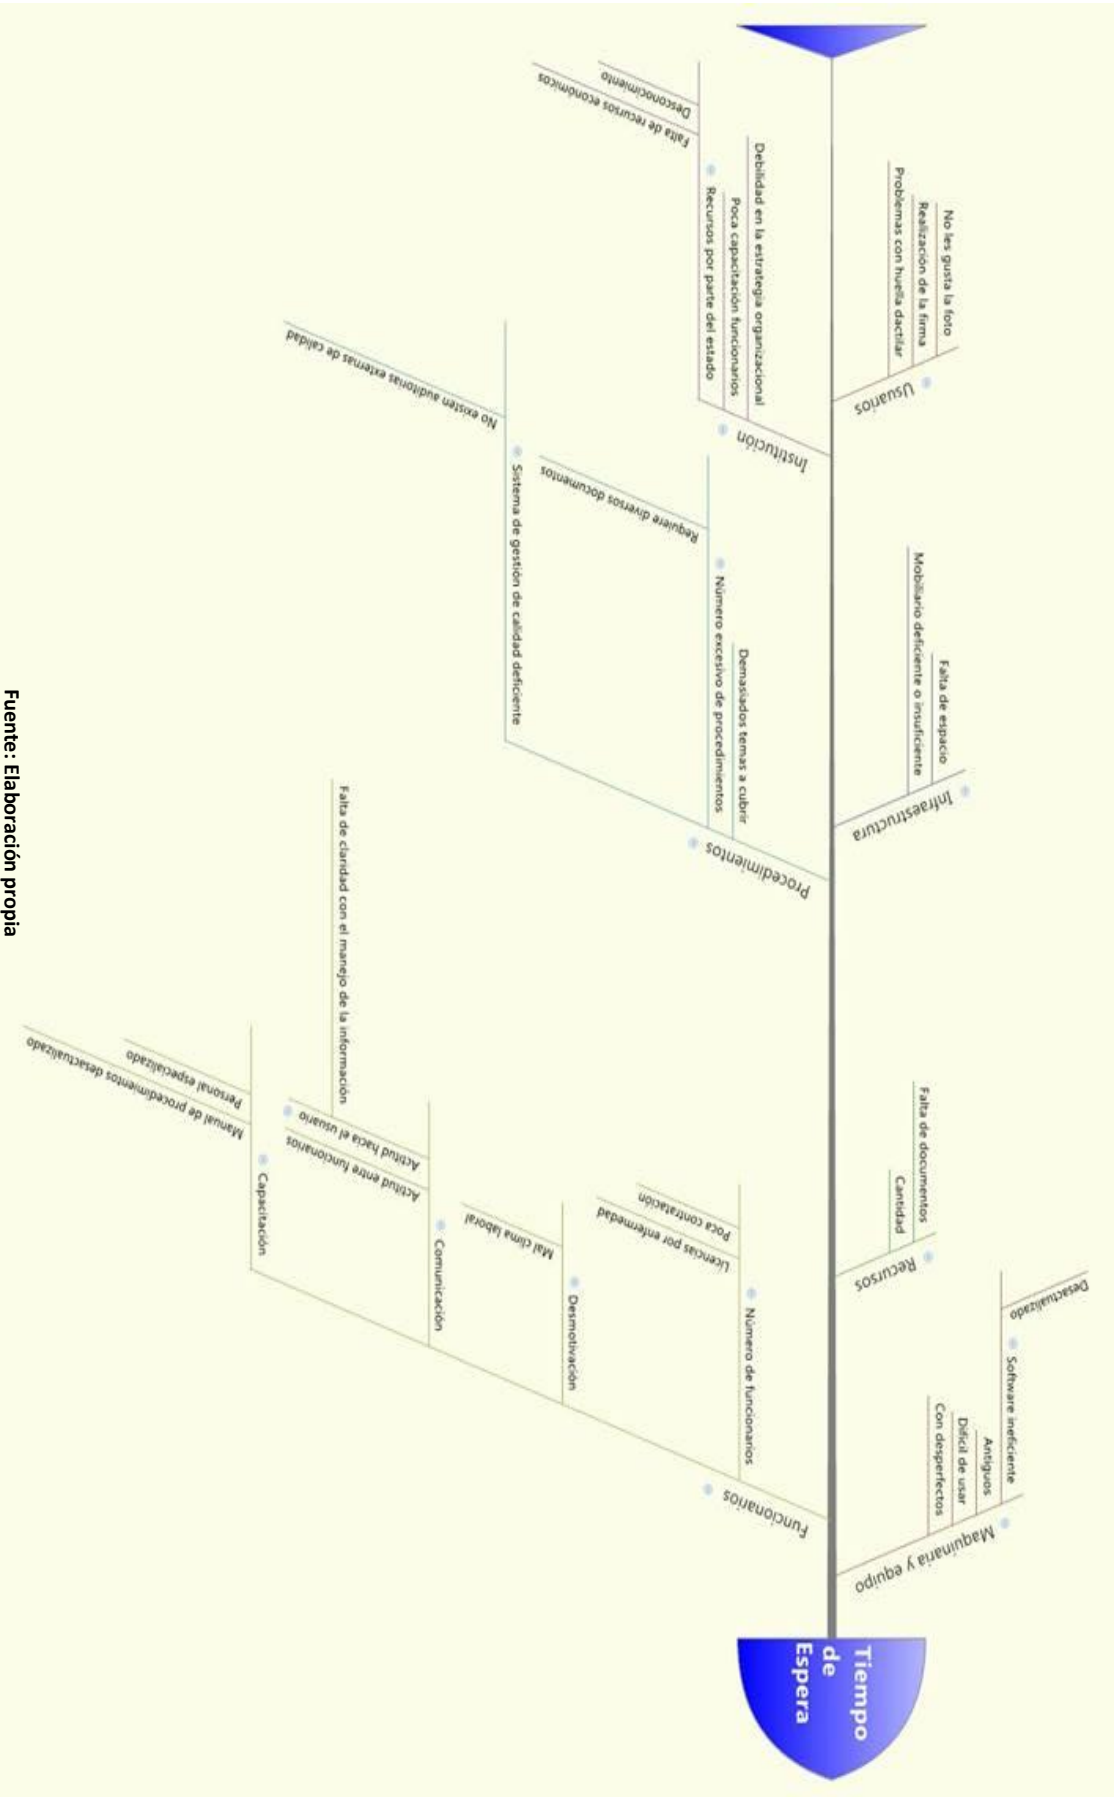 No les gusta la foto
Realización de la firma
Problemas con huella dactilar
Usuarios
Falta de espacio
Mobiliario deficiente o insuficiente
Infraestructura
Falta de documentos
Cantidad
Recursos
Desactualizado
Software ineficiente
Antiguos
Difícil de usar
Con desperfectos
Maquinaria y equipo
Tiempo
de
Espera
Institución
Debilidad en la estrategia organizacional
Poca capacitación funcionarios
Recursos por parte del estado
Desconocimiento
Falta de recursos económicos
Procedimientos
Demasiados temas a cubrir
Número excesivo de procedimientos
Requiere diversos documentos
Sistema de gestión de calidad deficiente
No existen auditorias externas de calidad
Funcionarios
Número de funcionarios
Poca contratación
Licencias por enfermedad
Desmotivación
Mal clima laboral
Comunicación
Actitud hacia el usuario
Actitud entre funcionarios
Falta de claridad con el manejo de la información
Capacitación
Personal especializado
Manual de procedimientos desactualizado
Fuente: Elaboración propia